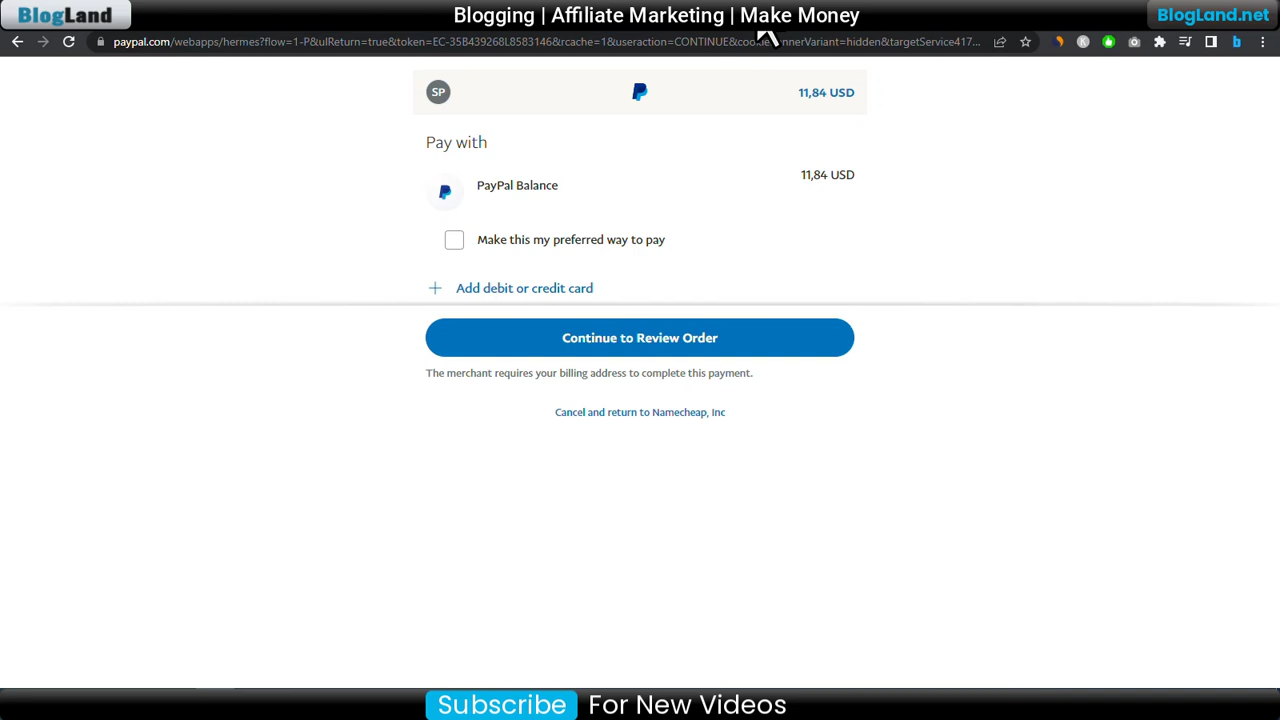 BlogLand
Blogging | Affiliate Marketing | Make Money
BlogLand.net
SP
11,84 USD
Pay with
PayPal Balance
11,84 USD
Make this my preferred way to pay
+ Add debit or credit card
Continue to Review Order
The merchant requires your billing address to complete this payment.
Cancel and return to Namecheap, Inc
Subscribe For New Videos